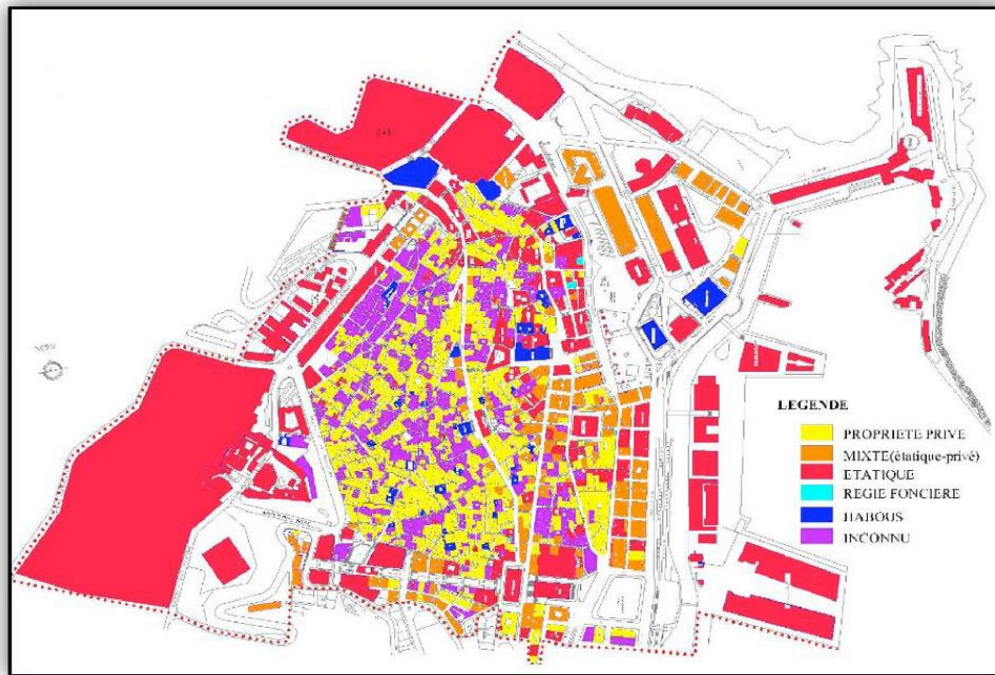 LEGENDE
PROPRIETE PRIVE
MIXTE(étatique-privé)
ETATIQUE
REGIE FONCIERE
HABOUS
INCONNU